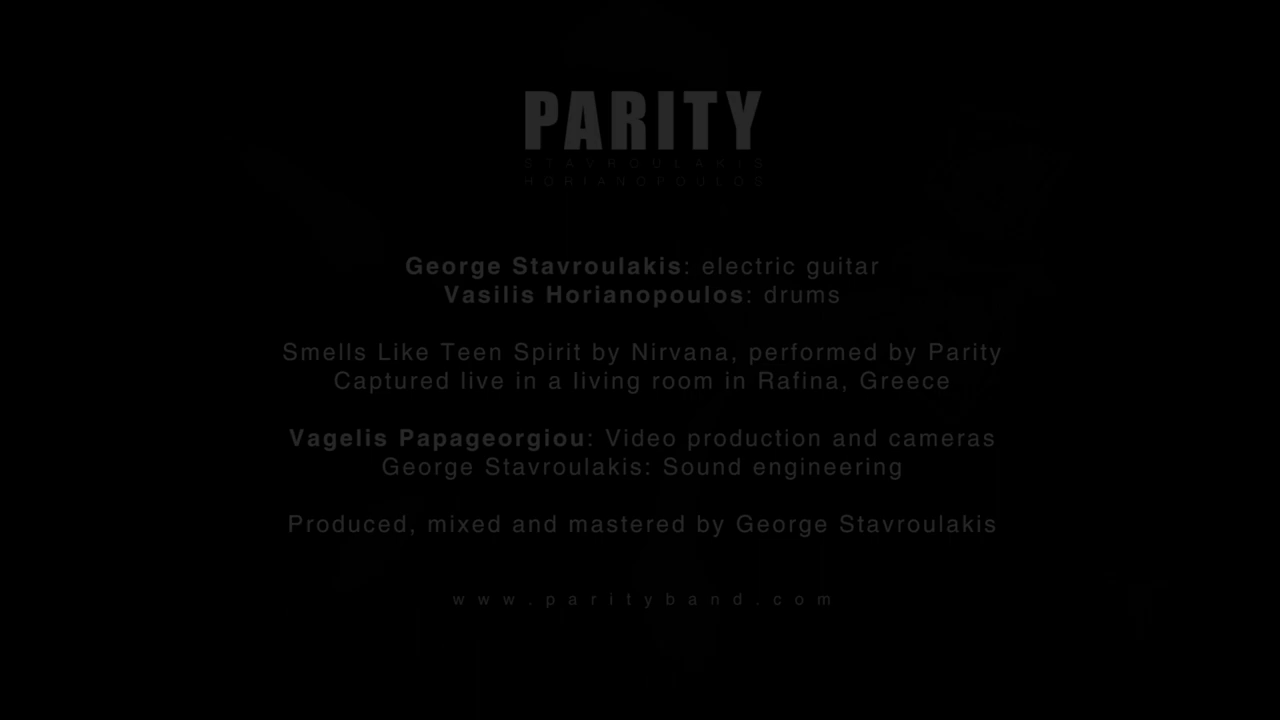 PARITY
STAVROULAKIS
HORIANOPOULOS
George Stavroulakis: electric guitar
Vasilis Horianopoulos: drums
Smells Like Teen Spirit by Nirvana, performed by Parity
Captured live in a living room in Rafina, Greece
Vagelis Papageorgiou: Video production and cameras
George Stavroulakis: Sound engineering
Produced, mixed and mastered by George Stavroulakis
www.parityband.com